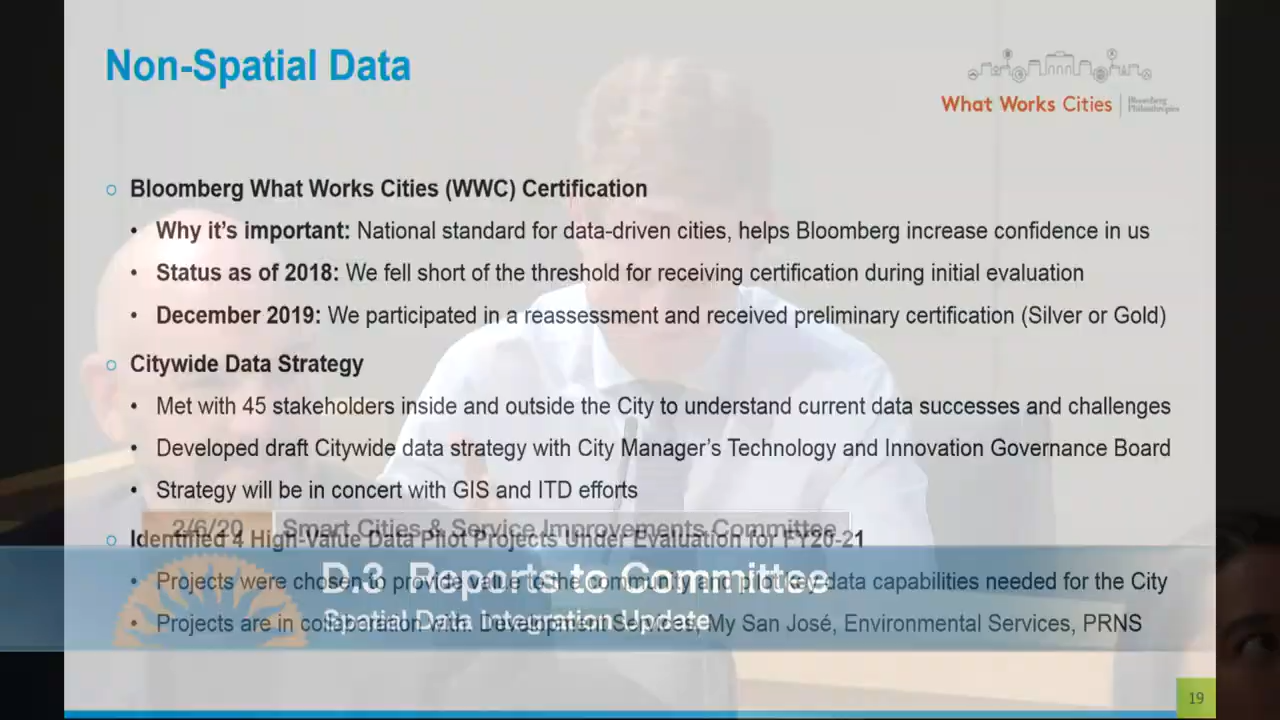 Non-Spatial Data
What Works Cities
Bloomberg
Philanthropies
Bloomberg What Works Cities (WWC) Certification
• Why it's important: National standard for data-driven cities, helps Bloomberg increase confidence in us
• Status as of 2018: We fell short of the threshold for receiving certification during initial evaluation
• December 2019: We participated in a reassessment and received preliminary certification (Silver or Gold)
Citywide Data Strategy
• Met with 45 stakeholders inside and outside the City to understand current data successes and challenges
• Developed draft Citywide data strategy with City Manager's Technology and Innovation Governance Board
• Strategy will be in concert with GIS and ITD efforts
2/6/20 Smart Cities & Service Improvements Committee
Identified 4 High-Value Data Pilot Projects Under Evaluation for FY20-21
D.3 Reports to Committee
• Projects were chosen to provide value to the community and pilot key data capabilities needed for the City
Spatial Data Integration Update
• Projects are in collaboration with: Development Services, My San José, Environmental Services, PRNS
19